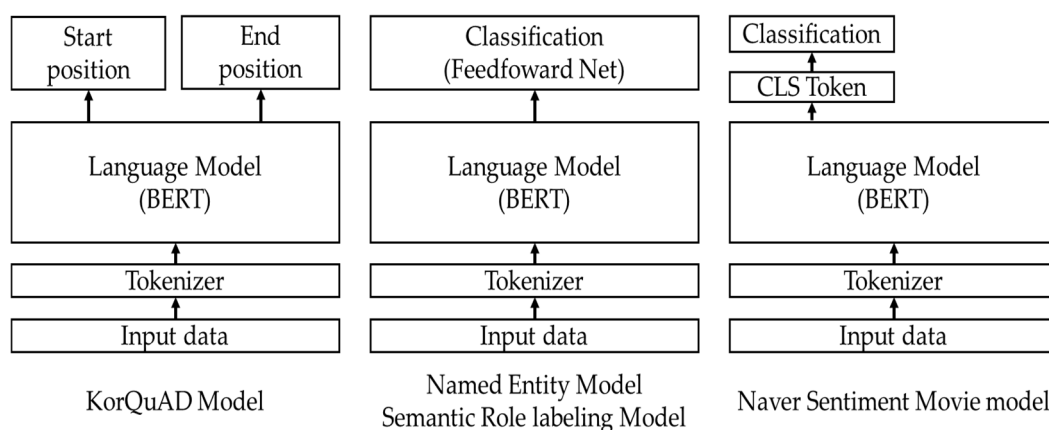 Start
position
End
position
Language Model
(BERT)
Tokenizer
Input data
KorQuAD Model
Classification
(Feedfoward Net)
Language Model
(BERT)
Tokenizer
Input data
Named Entity Model
Semantic Role labeling Model
Classification
CLS Token
Language Model
(BERT)
Tokenizer
Input data
Naver Sentiment Movie model